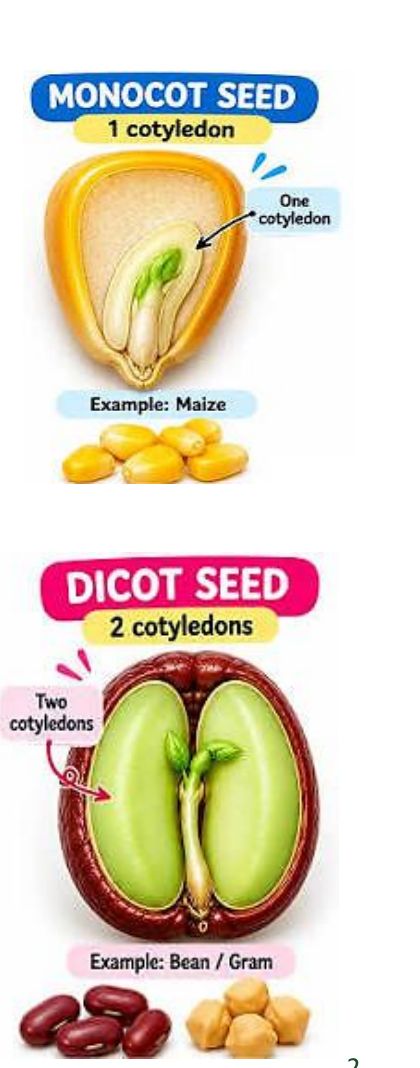 MONOCOT SEED
1 cotyledon
One
cotyledon
Example: Maize
DICOT SEED
2 cotyledons
Two
cotyledons
Example: Bean / Gram
2